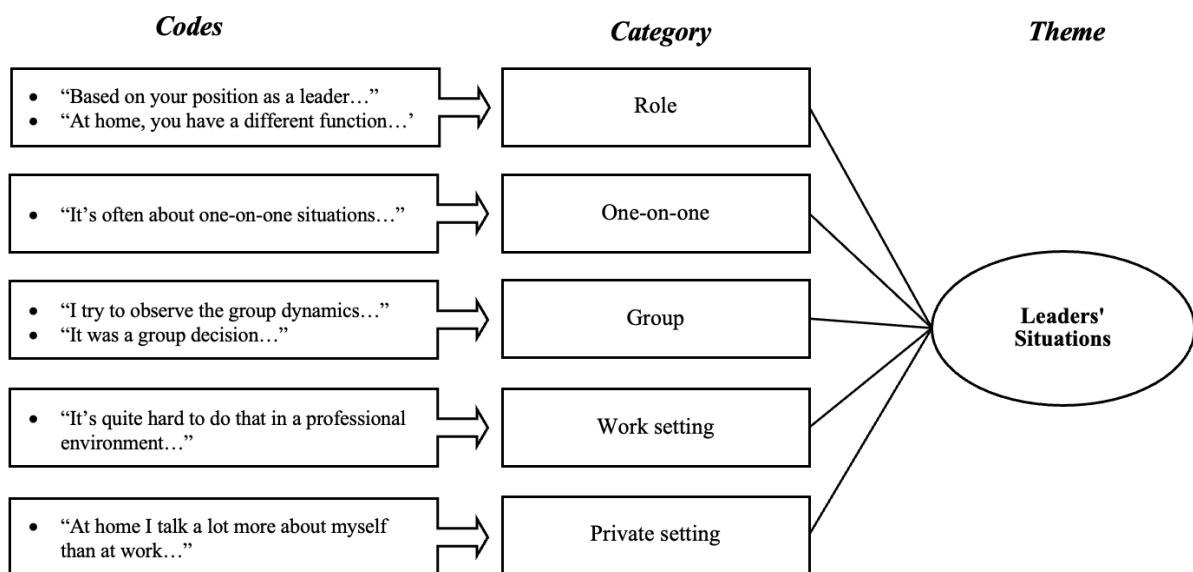 Codes
Category
Theme
• “Based on your position as a leader…”
• “At home, you have a different function…’
Role
• “It’s often about one-on-one situations…”
One-on-one
• “I try to observe the group dynamics…”
• “It was a group decision…”
Group
Leaders'
Situations
• “It’s quite hard to do that in a professional
environment…”
Work setting
• “At home I talk a lot more about myself
than at work…”
Private setting